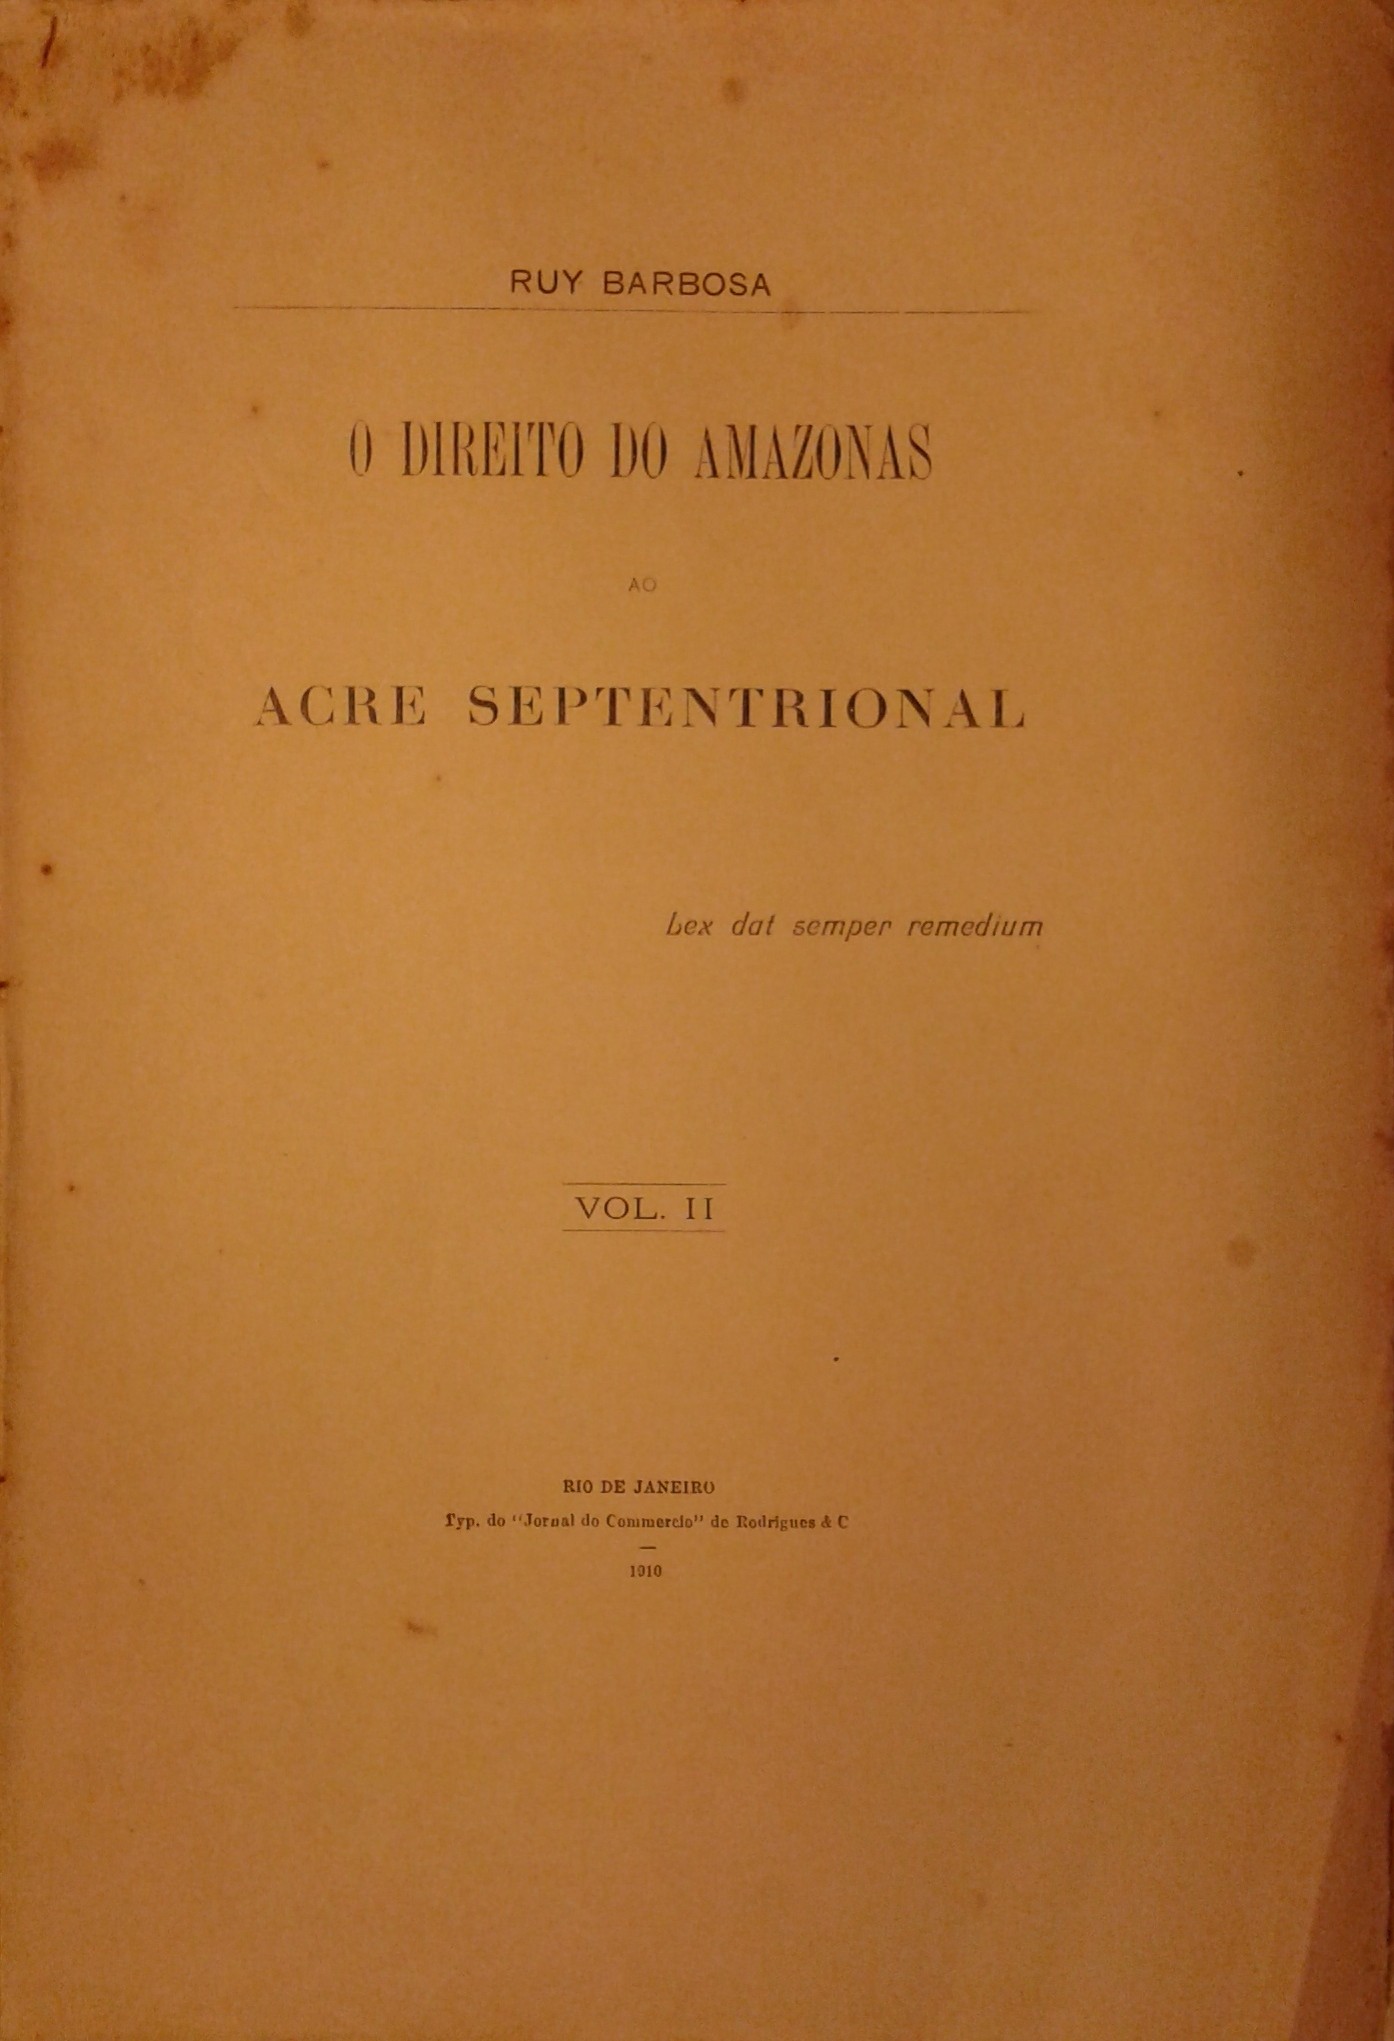 RUY BARBOSA
O DIREITO DO AMAZONAS
AO
ACRE SEPTENTRIONAL
Lex dat semper remedium
VOL. II
RIO DE JANEIRO
Typ. do "Jornal do Commercio" de Rodrigues & C
1910